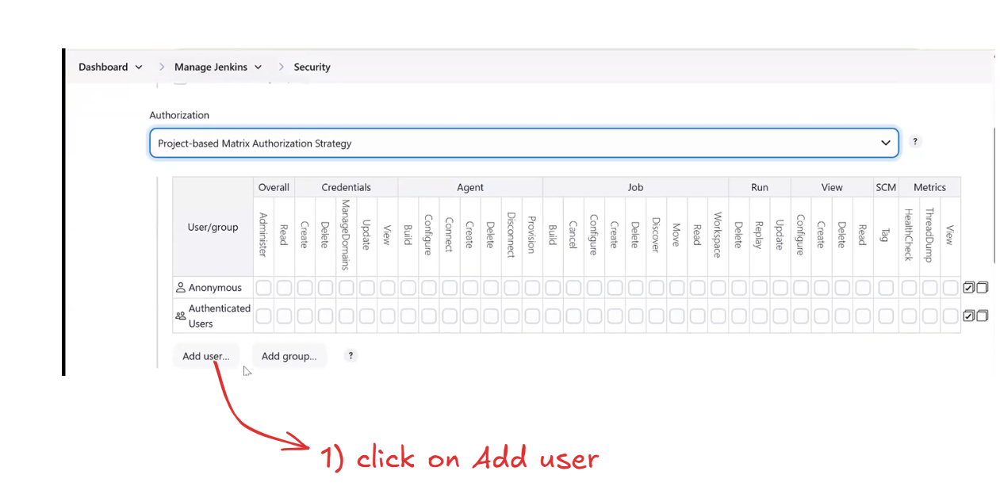 Dashboard Manage Jenkins Security
Authorization
Project-based Matrix Authorization Strategy
?
User/group
Overall Credentials Agent Job Run View SCM Metrics
Administer Read Create Delete ManageDomains Update View Build Configure Connect Create Delete Disconnect Provision Build Cancel Configure Create Delete Discover Move Read Workspace Delete Replay Update Configure Create Delete Read Tag HealthCheck ThreadDump View
Anonymous
Authenticated
Users
Add user... Add group... ?
1) click on Add user